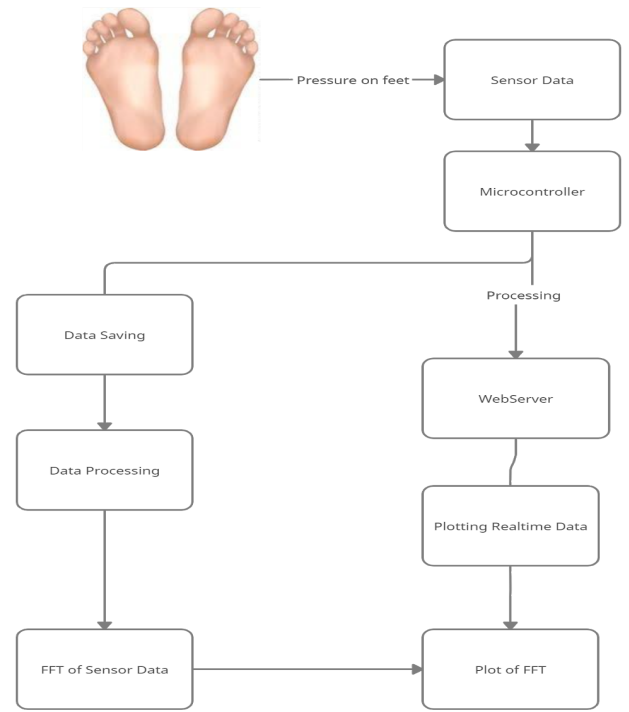 Pressure on feet
Sensor Data
Microcontroller
Processing
Data Saving
WebServer
Data Processing
Plotting Realtime Data
FFT of Sensor Data
Plot of FFT